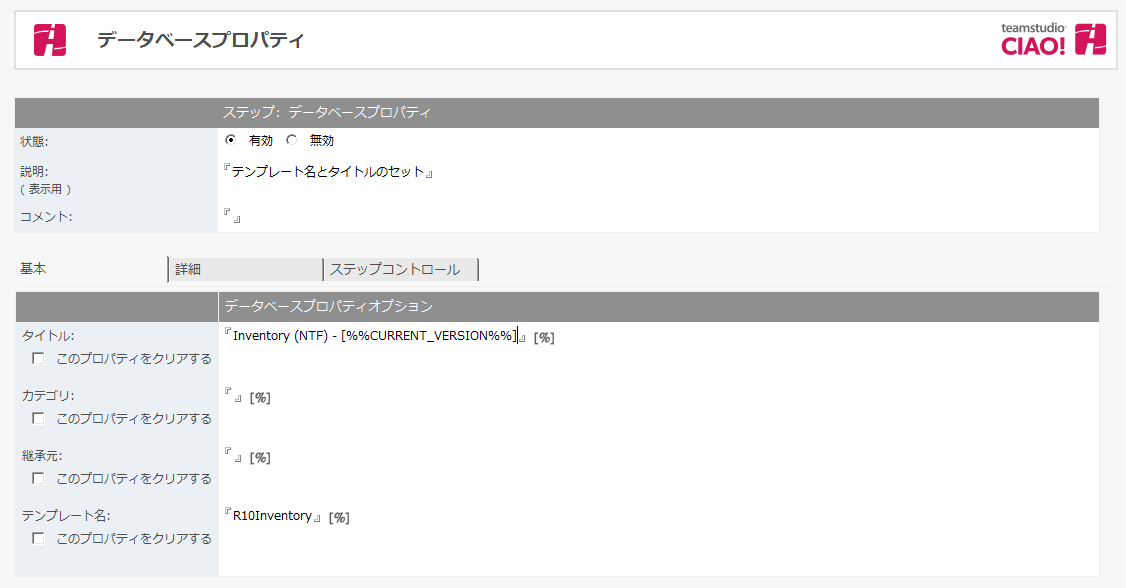 データベースプロパティ
teamstudio
CIAO!
ステップ: データベースプロパティ
状態:
有効 無効
説明:
( 表示用 )
『テンプレート名とタイトルのセット』
コメント:
『 』
基本 詳細 ステップコントロール
データベースプロパティオプション
タイトル:
『Inventory (NTF) - [%%CURRENT_VERSION%%]』 [%]
このプロパティをクリアする
カテゴリ:
『 』 [%]
このプロパティをクリアする
継承元:
『 』 [%]
このプロパティをクリアする
テンプレート名:
『R10Inventory』 [%]
このプロパティをクリアする